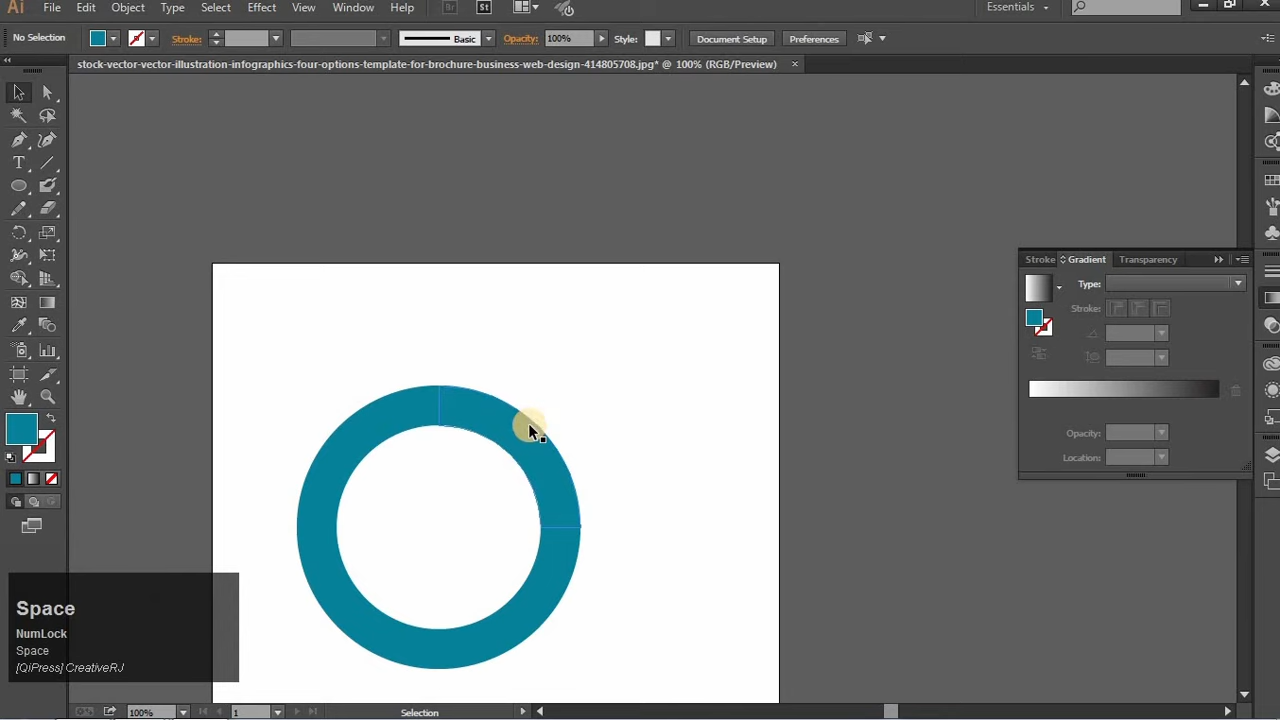 Ai File Edit Object Type Select Effect View Window Help Br St Essentials
No Selection Stroke: Basic Opacity: 100% Style: Document Setup Preferences
stock-vector-vector-illustration-infographics-four-options-template-for-brochure-business-web-design-414805708.jpg* @ 100% (RGB/Preview)
Stroke Gradient Transparency
Type:
Stroke:
Opacity:
Location:
Space
NumLock
Space
[QiPress] CreativeRJ
100% 1 Selection